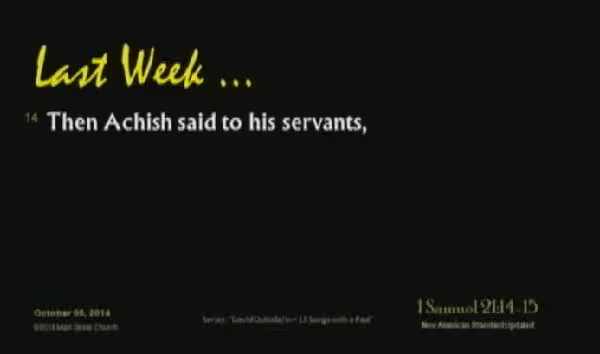 Last Week ...
14 Then Achish said to his servants,
October 05, 2014
1 Samuel 21:14-15
New American Standard Updated